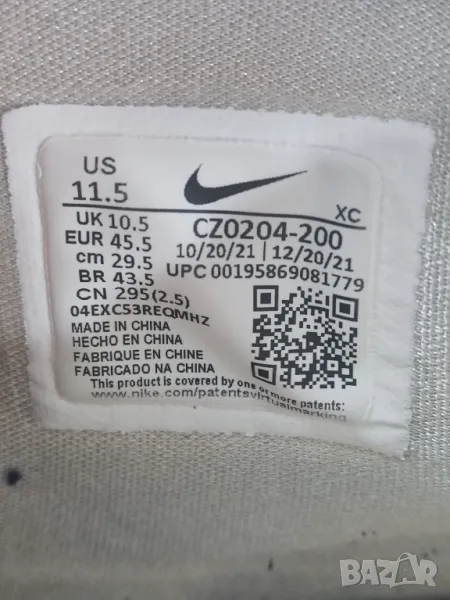 US
11.5
XC
UK 10.5
CZ0204-200
EUR 45.5
10/20/21 | 12/20/21
cm 29.5
UPC 00195869081779
BR 43.5
CN 295(2.5)
04EXC53REQMHZ
MADE IN CHINA
HECHO EN CHINA
FABRIQUE EN CHINE
FABRICADO NA CHINA
This product is covered by one or more patents:
www.nike.com/patentsvirtualmarking
BAZAR
bg